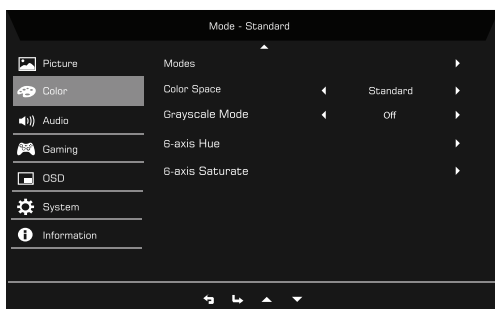 Mode - Standard
Picture
Color
Audio
Gaming
OSD
System
Information
Modes
Color Space Standard
Grayscale Mode Off
6-axis Hue
6-axis Saturate